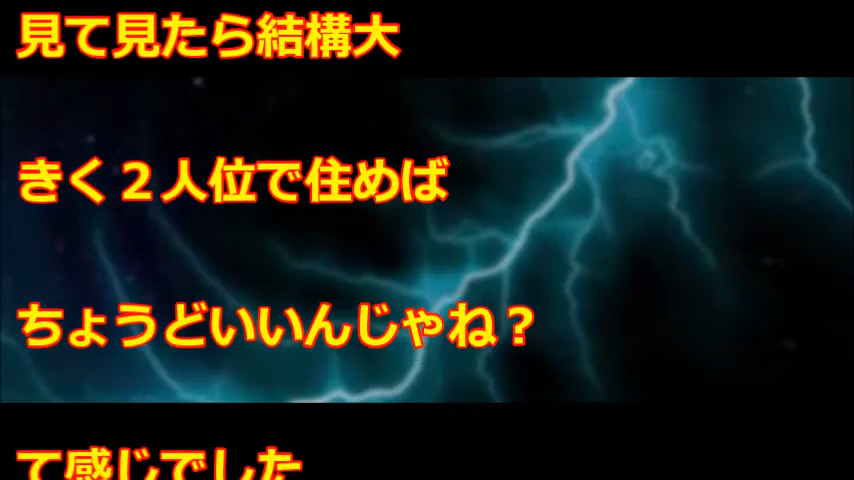 見て見たら結構大
きく２人位で住めば
ちょうどいいんじゃね？
て感じでした